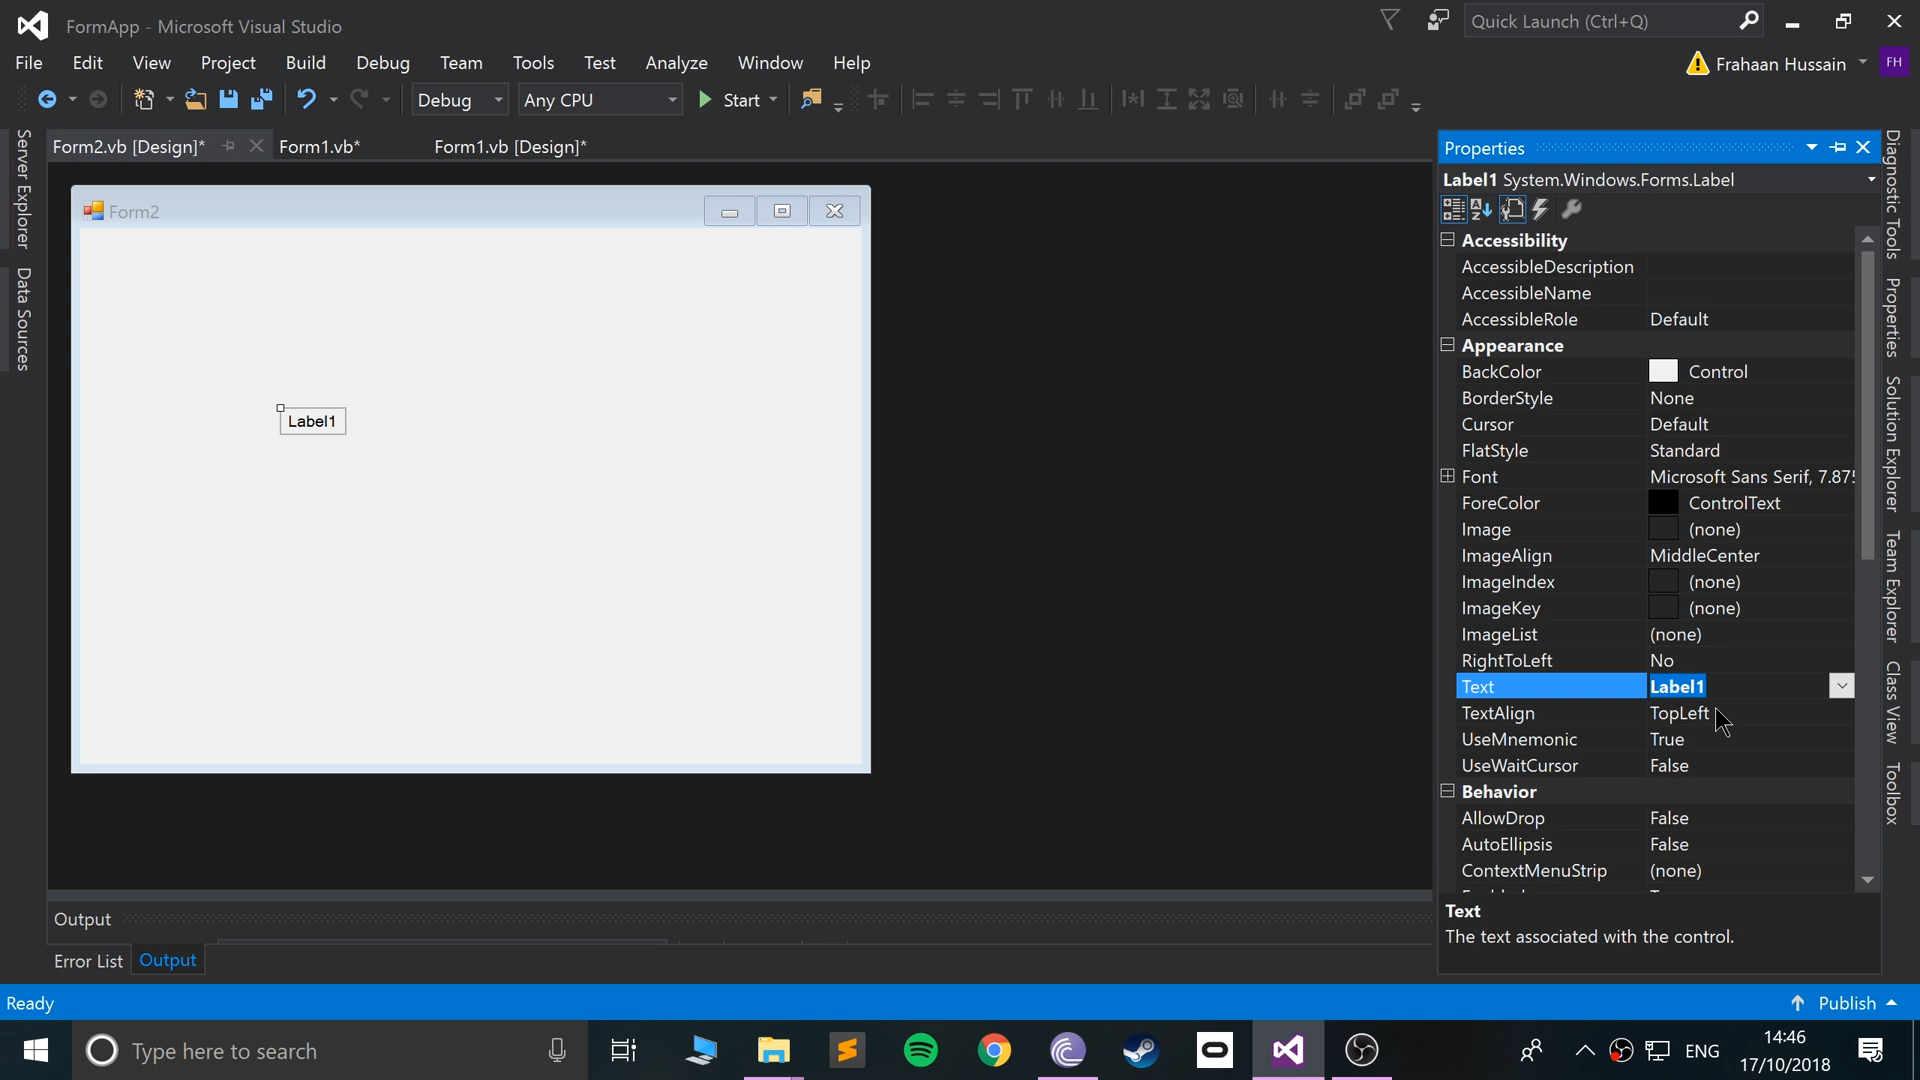 FormApp - Microsoft Visual Studio
Quick Launch (Ctrl+Q)
File Edit View Project Build Debug Team Tools Test Analyze Window Help
Frahaan Hussain FH
Debug Any CPU Start
Server Explorer
Data Sources
Form2.vb [Design]* Form1.vb* Form1.vb [Design]*
Form2
Label1
Properties
Label1 System.Windows.Forms.Label
Accessibility
AccessibleDescription
AccessibleName
AccessibleRole Default
Appearance
BackColor Control
BorderStyle None
Cursor Default
FlatStyle Standard
Font Microsoft Sans Serif, 7.875
ForeColor ControlText
Image (none)
ImageAlign MiddleCenter
ImageIndex (none)
ImageKey (none)
ImageList (none)
RightToLeft No
Text Label1
TextAlign TopLeft
UseMnemonic True
UseWaitCursor False
Behavior
AllowDrop False
AutoEllipsis False
ContextMenuStrip (none)
Text
The text associated with the control.
Diagnostic Tools
Properties
Solution Explorer
Team Explorer
Class View
Toolbox
Output
Error List Output
Ready
Publish
Type here to search
ENG
14:46
17/10/2018